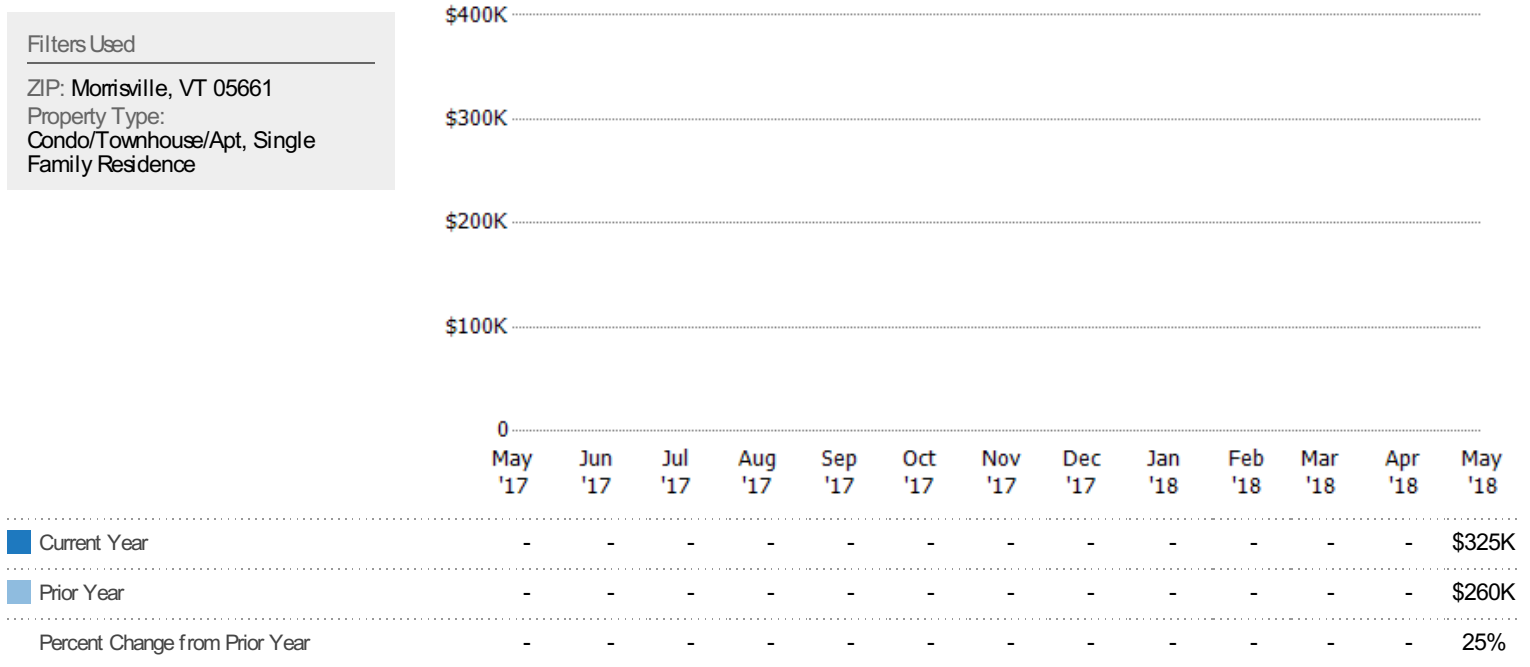 Filters Used
ZIP: Morrisville, VT 05661
Property Type:
Condo/Townhouse/Apt, Single
Family Residence
$400K
$300K
$200K
$100K
0
May Jun Jul Aug Sep Oct Nov Dec Jan Feb Mar Apr May
'17 '17 '17 '17 '17 '17 '17 '17 '18 '18 '18 '18 '18
Current Year - - - - - - - - - - - - $325K
Prior Year - - - - - - - - - - - - $260K
Percent Change from Prior Year - - - - - - - - - - - - 25%